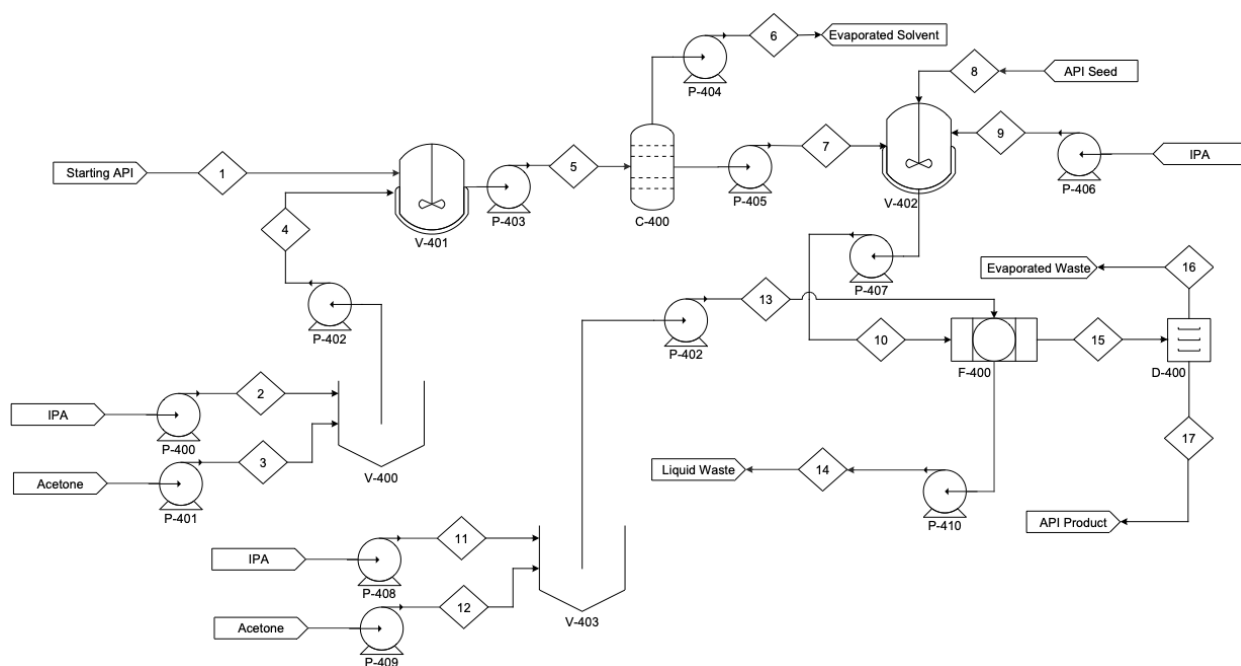 6
Evaporated Solvent
P-404
8
API Seed
Starting API
1
5
7
9
IPA
P-403
C-400
P-405
P-406
V-401
V-402
4
Evaporated Waste
16
P-407
13
P-402
P-402
10
15
F-400
D-400
IPA
2
P-400
17
Acetone
3
V-400
P-401
Liquid Waste
14
P-410
API Product
IPA
11
P-408
Acetone
12
V-403
P-409